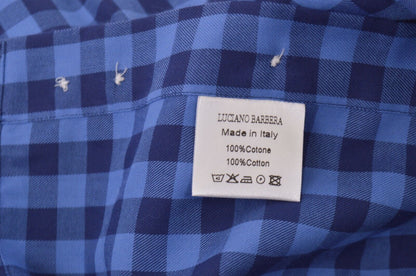 LUCIANO BARBERA
Made in Italy
100%Cotone
100%Cotton